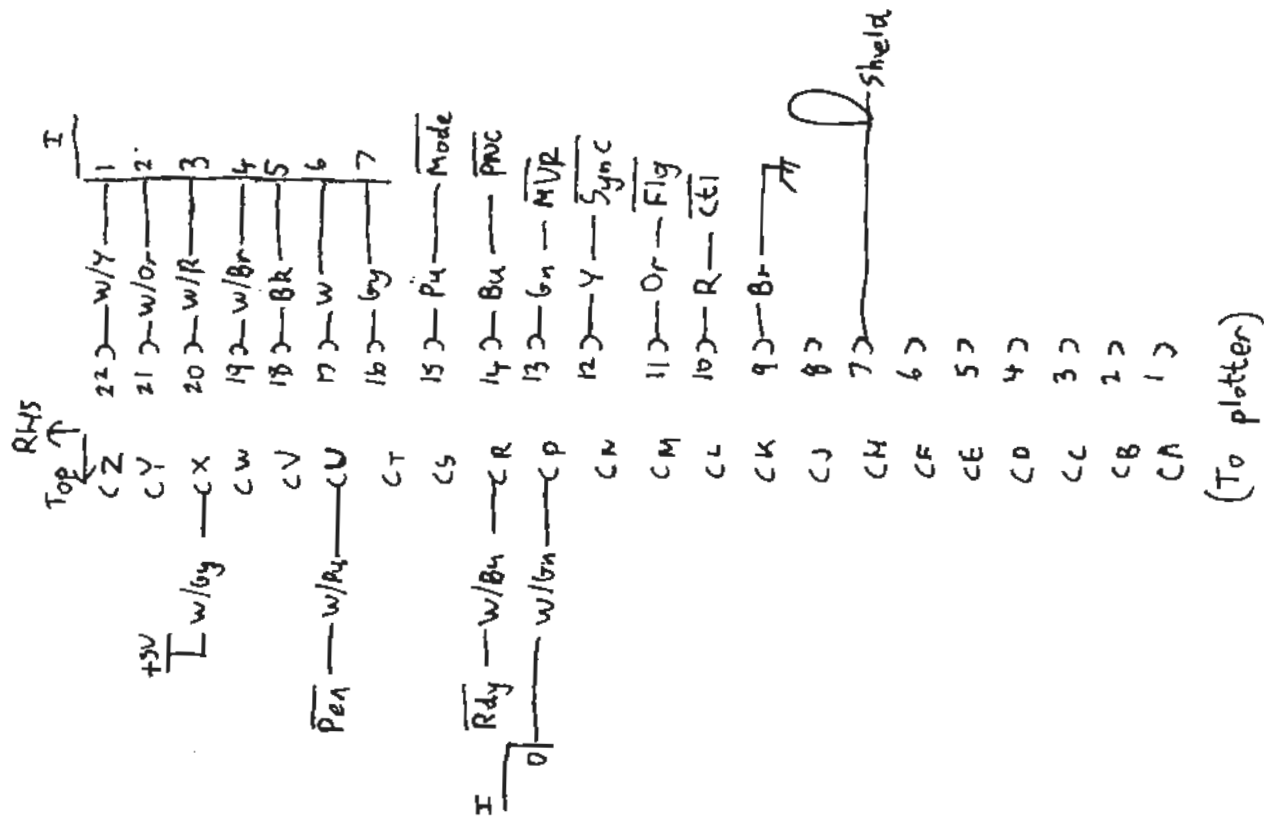 RHS
Top I
C Z 22 W/Y 1
C Y 21 W/Or 2
+5V W/Gy C X 20 W/R 3
C W 19 W/Br 4
C V 18 Bk 5
Pen W/Pu C U 17 W 6
C T 16 Gy 7
C S 15 Pu Mode
Rdy W/Bu C R 14 Bu PNC
I 0 W/Gn C P 13 Gn MVR
C N 12 Y Sync
C M 11 Or Flg
C L 10 R Ctl
C K 9 Br
C J 8
C H 7 Shield
C F 6
C E 5
C D 4
C C 3
C B 2
C A 1
(To plotter)